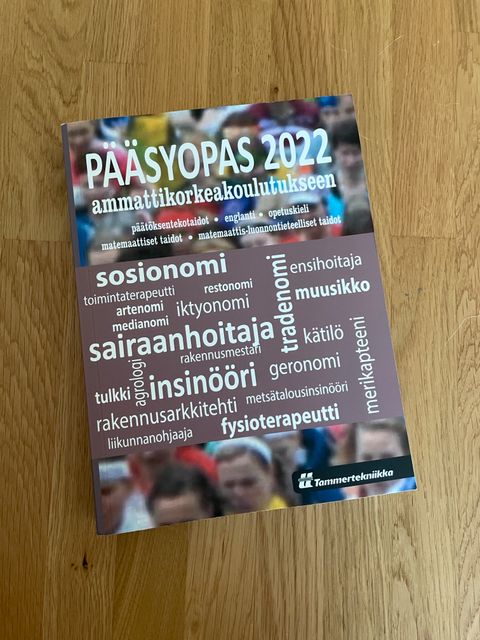 PÄÄSYOPAS 2022
ammattikorkeakoulutukseen
päätöksentekotaidot • englanti • opetuskieli
matemaattiset taidot • matemaattis-luonnontieteelliset taidot
sosionomi
ensihoitaja
toimintaterapeutti
restonomi
tradenomi
muusikko
artenomi
iktyonomi
medianomi
sairaanhoitaja
kätilö
rakennusmestari
agrologi
geronomi
merikapteeni
tulkki
insinööri
metsätalousinsinööri
rakennusarkkitehti
fysioterapeutti
liikunnanohjaaja
tt Tammertekniikka